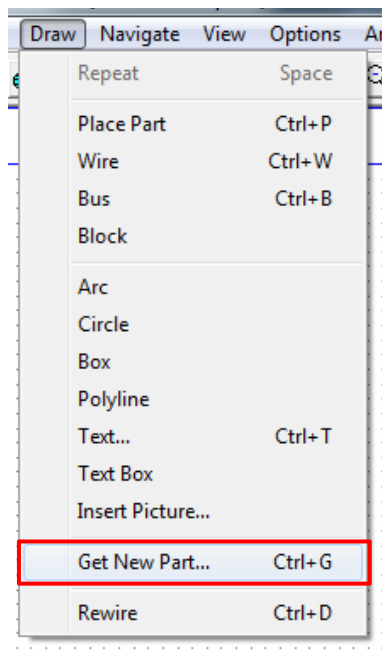 Draw Navigate View Options
Repeat Space
Place Part Ctrl+P
Wire Ctrl+W
Bus Ctrl+B
Block
Arc
Circle
Box
Polyline
Text... Ctrl+T
Text Box
Insert Picture...
Get New Part... Ctrl+G
Rewire Ctrl+D